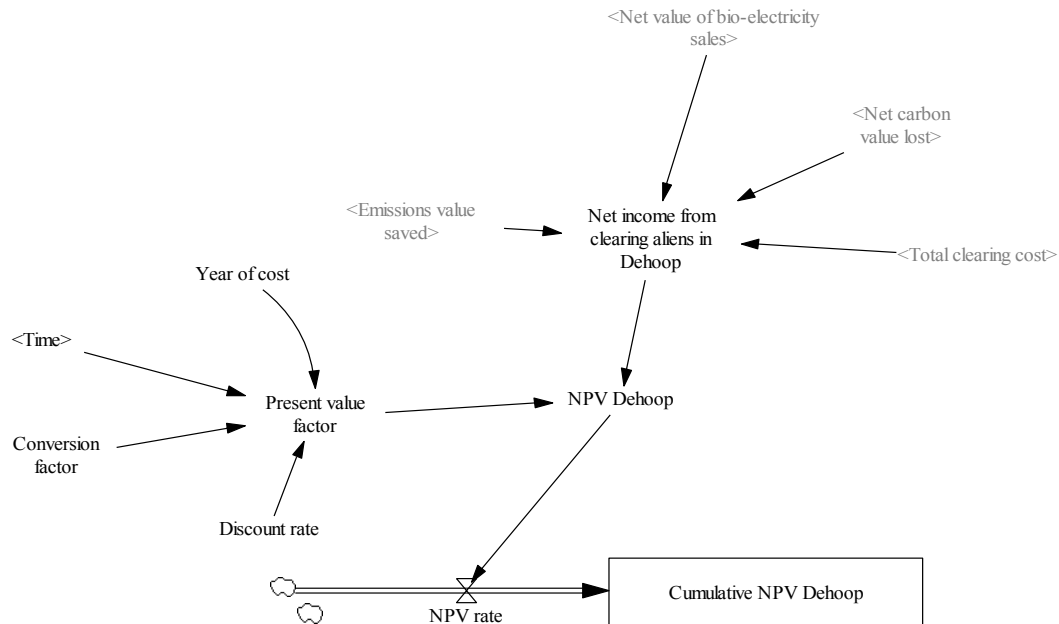 <Net value of bio-electricity
sales>
<Net carbon
value lost>
<Emissions value
saved>
Net income from
clearing aliens in
Dehoop
<Total clearing cost>
Year of cost
<Time>
Present value
factor
NPV Dehoop
Conversion
factor
Discount rate
Cumulative NPV Dehoop
NPV rate